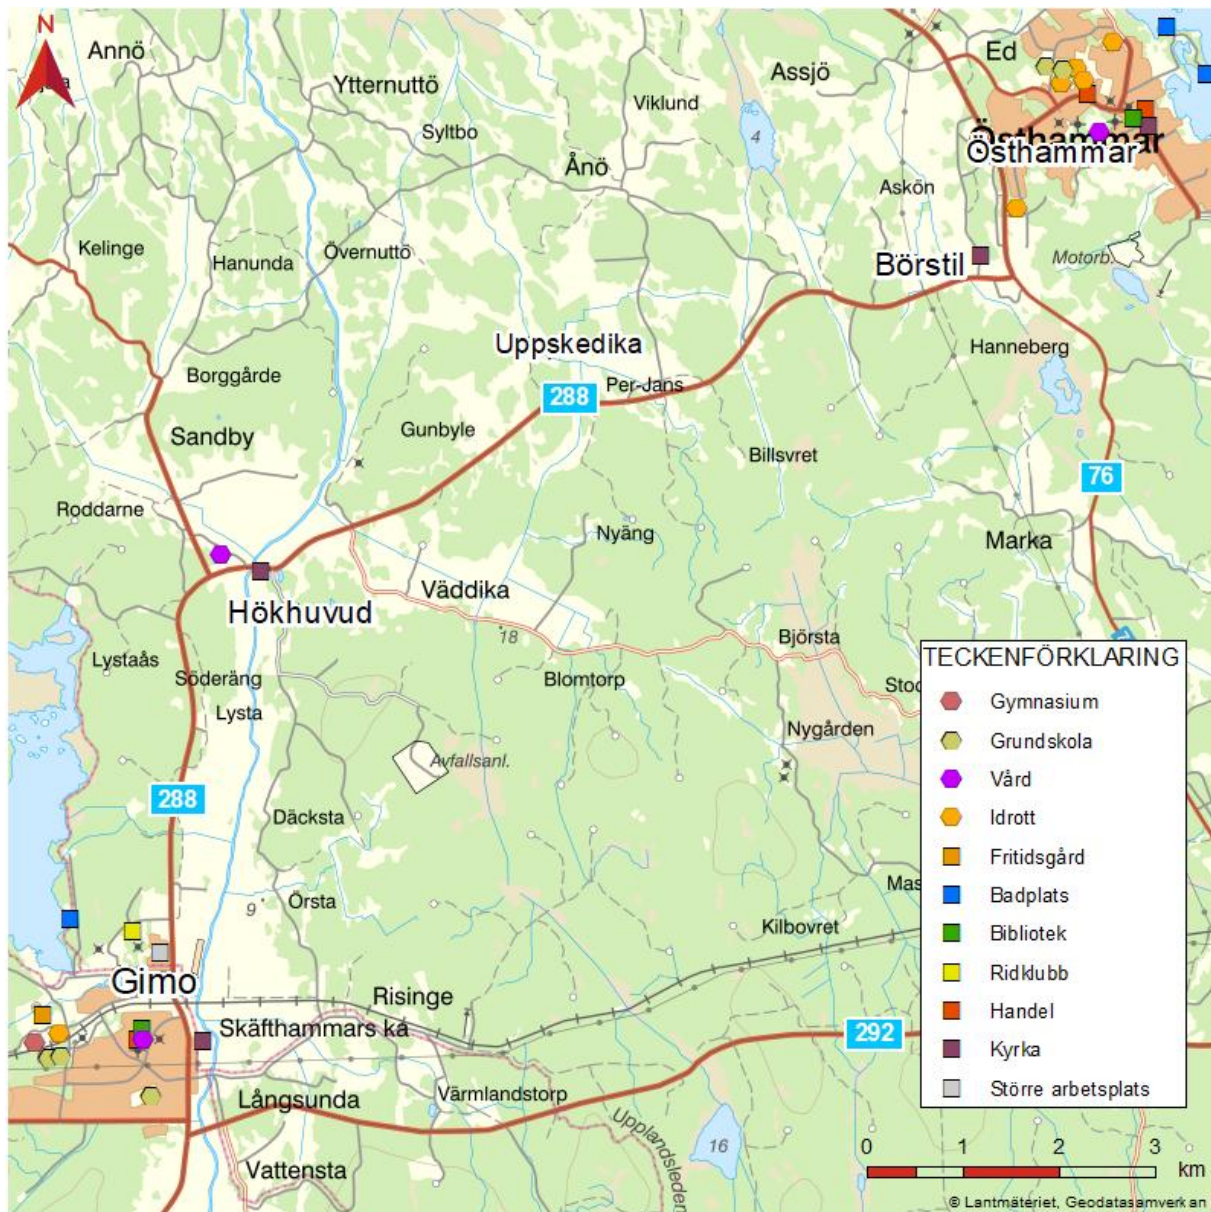 N
Annö
Ytternuttö
Syltbo
Viklund
Assjö
Ed
Ånö
4
Östhammar
Östhammar
Askön
Kelinge
Hanunda
Övernuttö
Börstil
Motorb.
Uppskedika
Hanneberg
Borggårde
288
Per-Jans
Sandby
Gunbyle
Billsvret
76
Roddarne
Nyäng
Marka
Väddika
Hökhuvud
18
Björsta
Lystaås
Söderäng
Blomtorp
Lysta
Nygården
Avfallsanl.
288
Däcksta
Örsta
9
Kilbovret
Gimo
Risinge
Skäfthammars ka
292
Långsunda
Värmlandstorp
Upplandsleden
16
Vattensta
TECKENFÖRKLARING
Gymnasium
Grundskola
Vård
Idrott
Fritidsgård
Badplats
Bibliotek
Ridklubb
Handel
Kyrka
Större arbetsplats
0 1 2 3
km
© Lantmäteriet, Geodatasamverkan